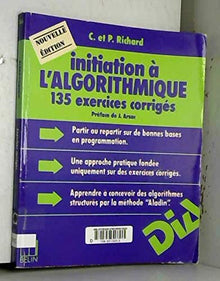 C. et P. Richard
NOUVELLE
ÉDITION
initiation à
L'ALGORITHMIQUE
135 exercices corrigés
Préface de J. Arsac
Partir ou repartir sur de bonnes bases
en programmation.
Une approche pratique fondée
uniquement sur des exercices corrigés.
Apprendre à concevoir des algorithmes
structurés par la méthode "Aladin".
DIA
BELIN